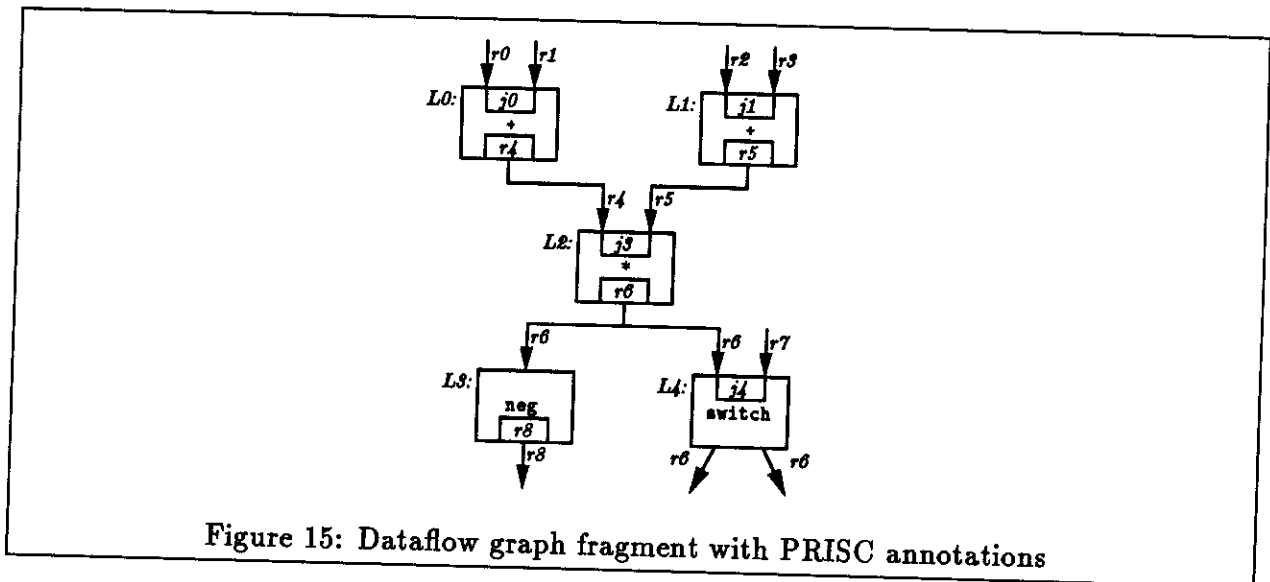 r0 r1 r2 r3
L0: j0 L1: j1
+ +
r4 r5
r4 r5
L2: j3
*
r6
r6 r6 r7
L3: L4: j4
neg switch
r8
r8 r6 r6
Figure 15: Dataflow graph fragment with PRISC annotations